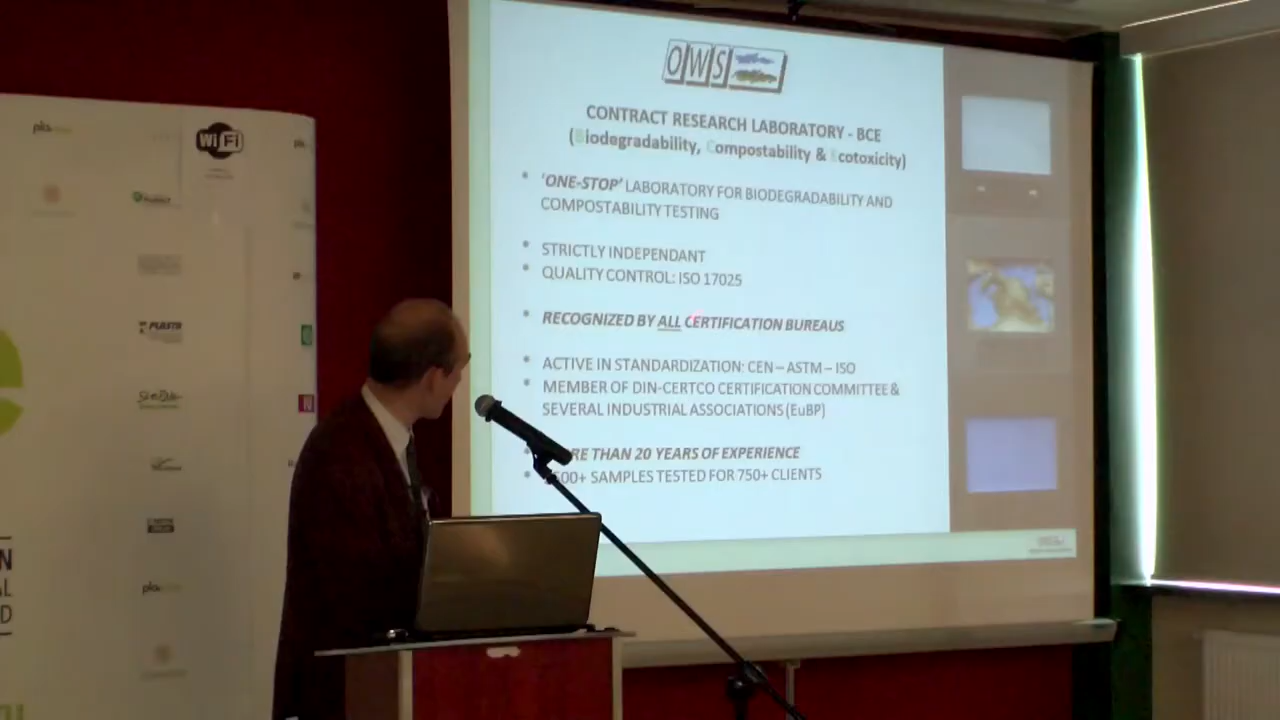 OWS
CONTRACT RESEARCH LABORATORY - BCE
(Biodegradability, Compostability & Ecotoxicity)
• 'ONE-STOP' LABORATORY FOR BIODEGRADABILITY AND
COMPOSTABILITY TESTING
• STRICTLY INDEPENDANT
• QUALITY CONTROL: ISO 17025
• RECOGNIZED BY ALL CERTIFICATION BUREAUS
• ACTIVE IN STANDARDIZATION: CEN – ASTM – ISO
• MEMBER OF DIN-CERTCO CERTIFICATION COMMITTEE &
SEVERAL INDUSTRIAL ASSOCIATIONS (EuBP)
THAN 20 YEARS OF EXPERIENCE
SAMPLES TESTED FOR 750+ CLIENTS
Wi Fi